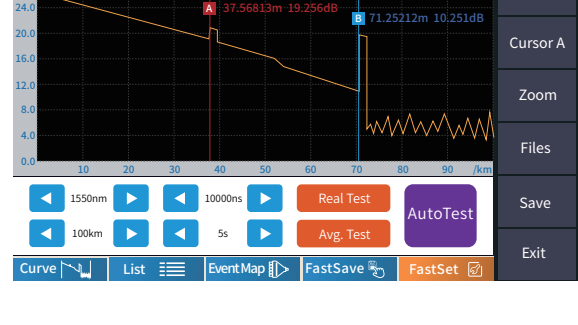 24.0
A 37.56813m 19.256dB
B 71.25212m 10.251dB
20.0
16.0
12.0
8.0
4.0
0.0
10 20 30 40 50 60 70 80 90 /km
Cursor A
Zoom
Files
Save
Exit
1550nm 10000ns Real Test
100km 5s Avg. Test
AutoTest
Curve List EventMap FastSave FastSet